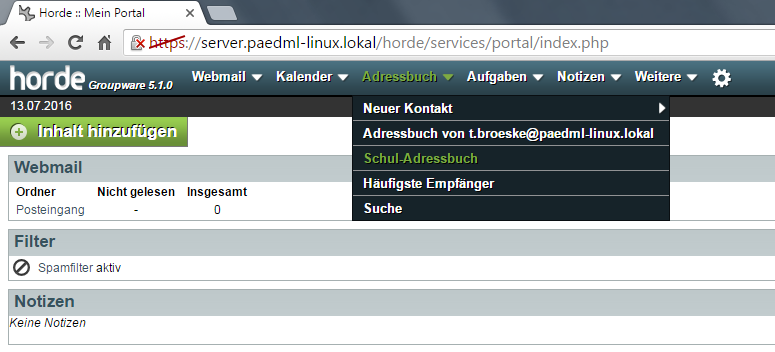 Horde :: Mein Portal
https://server.paedml-linux.lokal/horde/services/portal/index.php
horde Groupware 5.1.0 Webmail Kalender Adressbuch Aufgaben Notizen Weitere
13.07.2016
Inhalt hinzufügen
Neuer Kontakt
Adressbuch von t.broeske@paedml-linux.lokal
Schul-Adressbuch
Häufigste Empfänger
Suche
Webmail
Ordner Nicht gelesen Insgesamt
Posteingang - 0
Filter
Spamfilter aktiv
Notizen
Keine Notizen